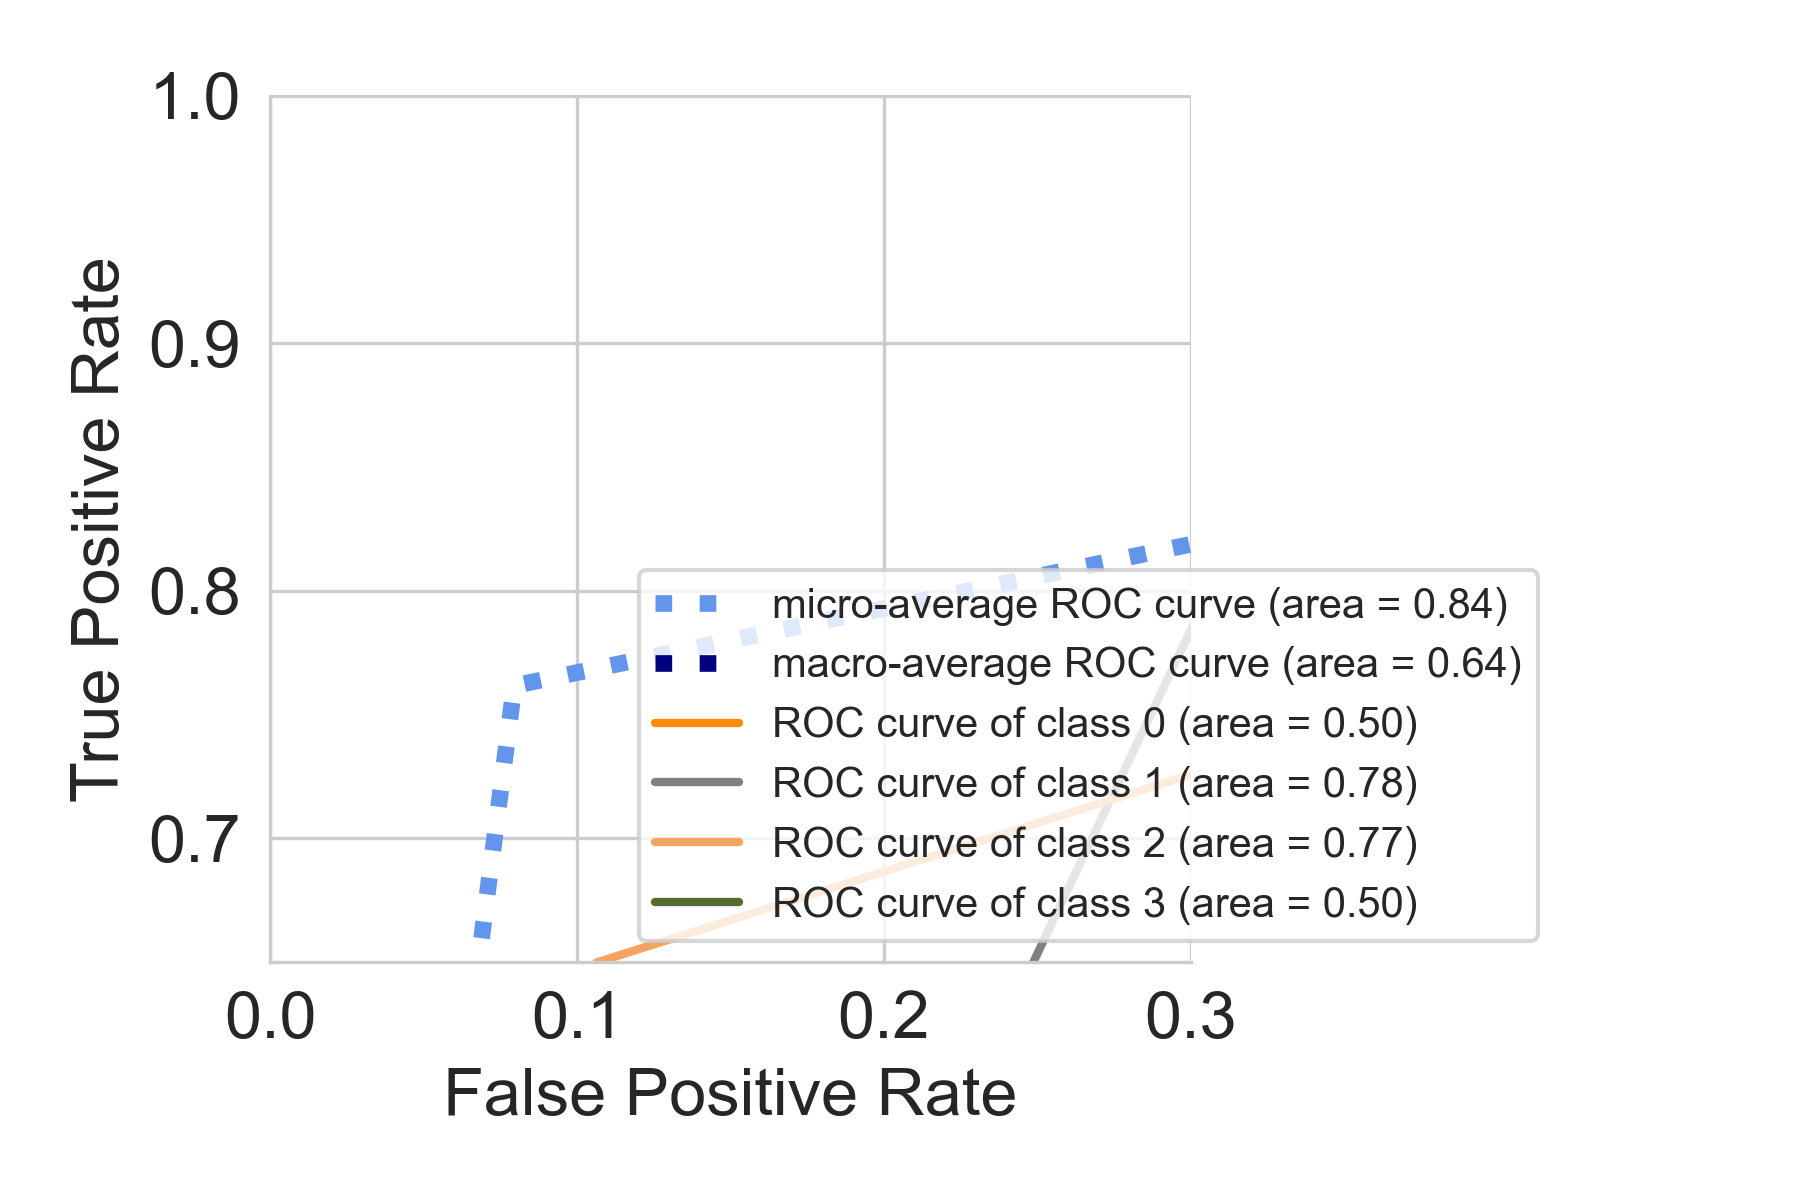 1.0
0.9
0.8
0.7
True Positive Rate
micro-average ROC curve (area = 0.84)
macro-average ROC curve (area = 0.64)
ROC curve of class 0 (area = 0.50)
ROC curve of class 1 (area = 0.78)
ROC curve of class 2 (area = 0.77)
ROC curve of class 3 (area = 0.50)
0.0 0.1 0.2 0.3
False Positive Rate